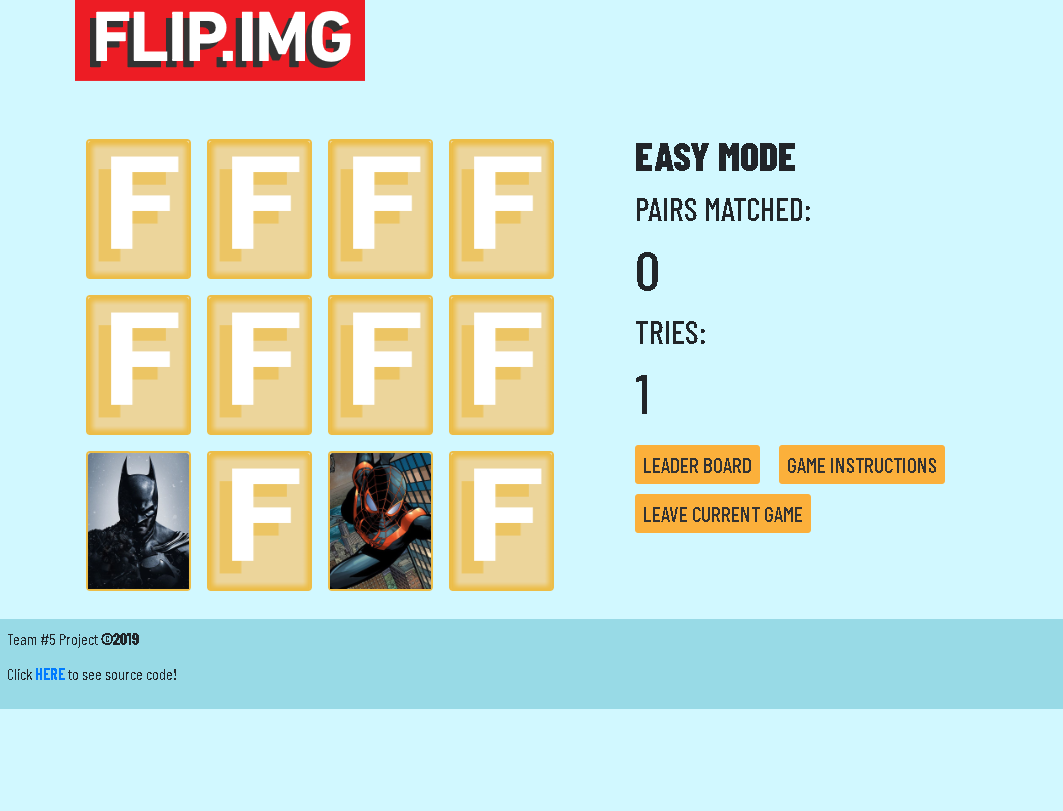 FLIP.IMG
F F F F
F F F F
F F
EASY MODE
PAIRS MATCHED:
0
TRIES:
1
LEADER BOARD GAME INSTRUCTIONS
LEAVE CURRENT GAME
Team #5 Project ©2019
Click HERE to see source code!